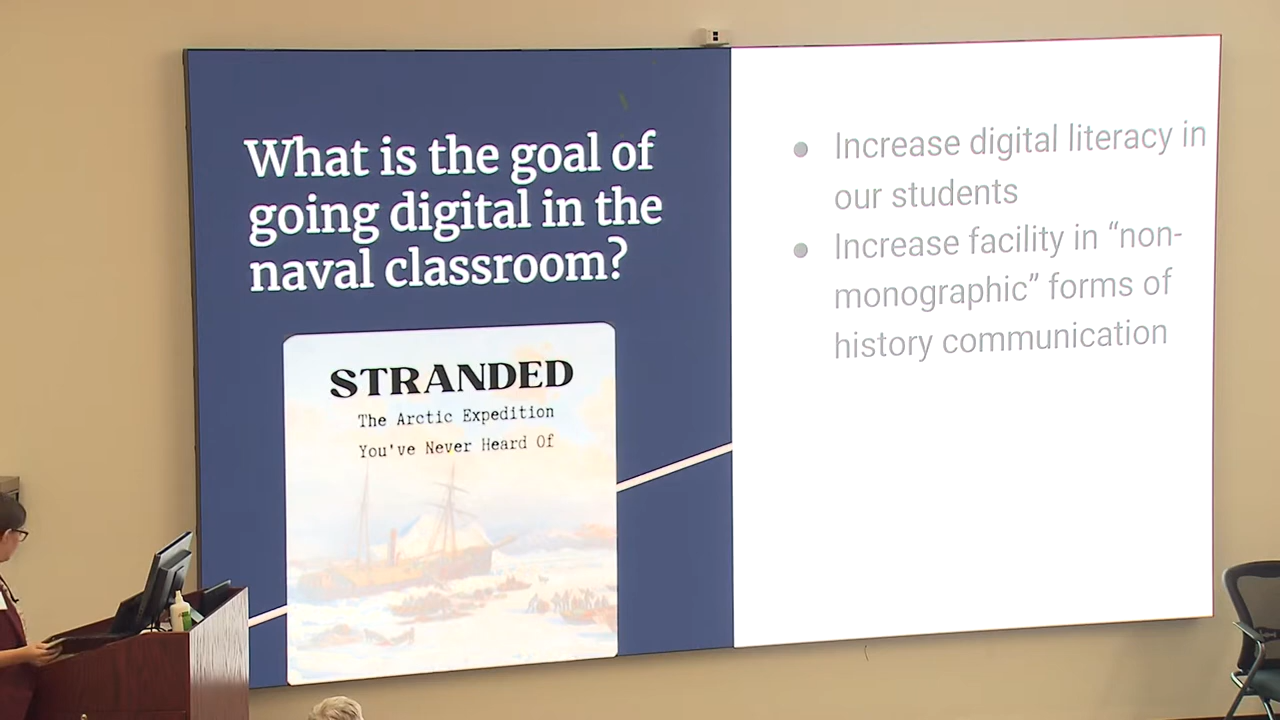 What is the goal of
going digital in the
naval classroom?
STRANDED
The Arctic Expedition
You've Never Heard Of
● Increase digital literacy in
our students
● Increase facility in “non-
monographic” forms of
history communication